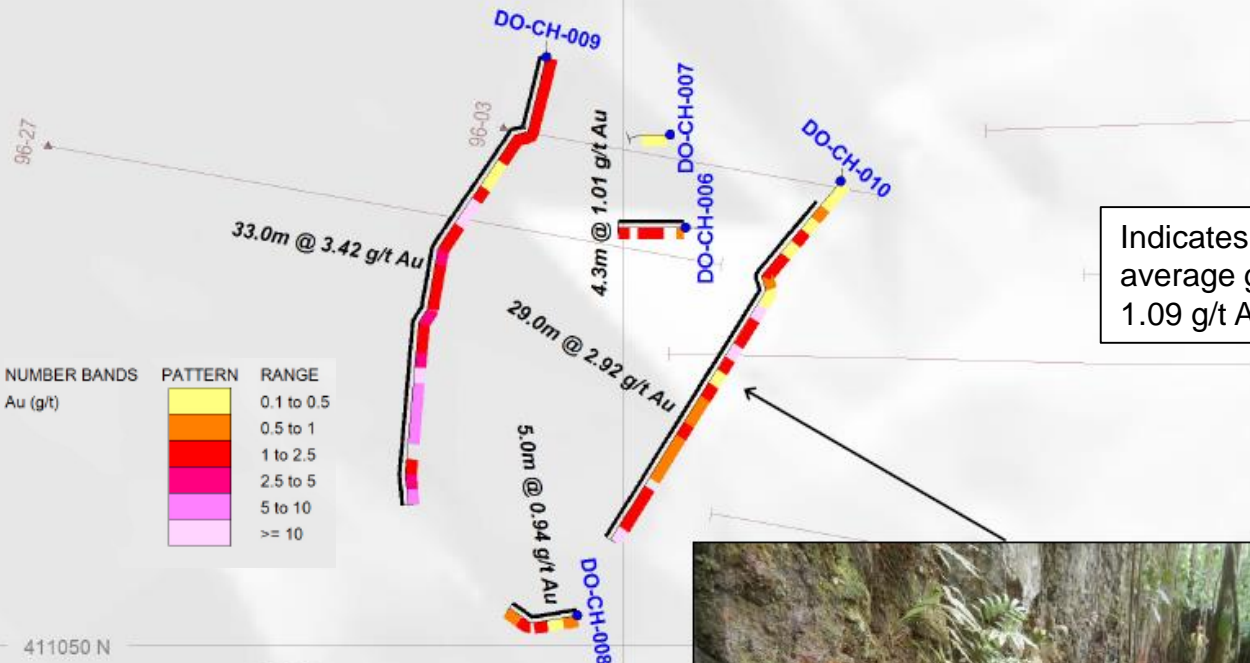 DO-CH-009
DO-CH-007
96-03
96-27
DO-CH-010
4.3m @ 1.01 g/t Au
DO-CH-006
33.0m @ 3.42 g/t Au
Indicates
average
1.09 g/t
29.0m @ 2.92 g/t Au
NUMBER BANDS PATTERN RANGE
Au (g/t)
0.1 to 0.5
0.5 to 1
1 to 2.5
2.5 to 5
5 to 10
>= 10
5.0m @ 0.94 g/t Au
DO-CH-008
411050 N